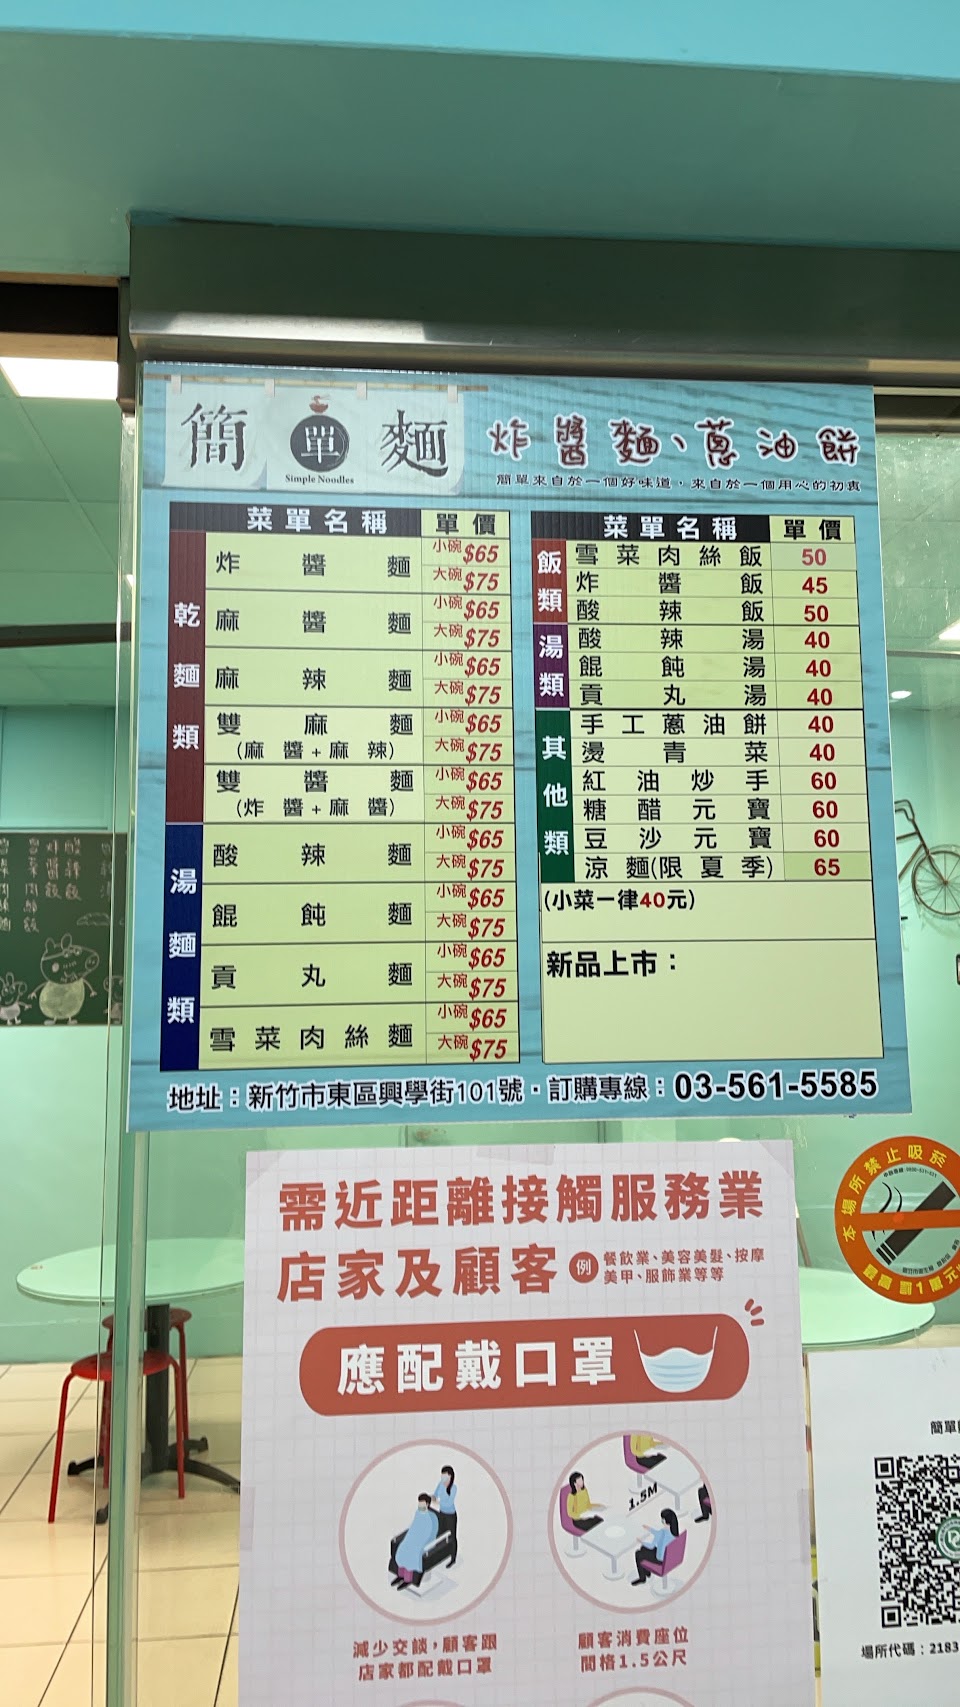 簡單麵
Simple Noodles
炸醬麵、蔥油餅
簡單來自於一個好味道，來自於一個用心的初衷
菜單名稱 單價
乾麵類
炸醬麵 小碗$65 大碗$75
麻醬麵 小碗$65 大碗$75
麻辣麵 小碗$65 大碗$75
雙麻麵 (麻醬+麻辣) 小碗$65 大碗$75
雙醬麵 (炸醬+麻醬) 小碗$65 大碗$75
湯麵類
酸辣麵 小碗$65 大碗$75
餛飩麵 小碗$65 大碗$75
貢丸麵 小碗$65 大碗$75
雪菜肉絲麵 小碗$65 大碗$75
菜單名稱 單價
飯類
雪菜肉絲飯 50
炸醬飯 45
酸辣飯 50
湯類
酸辣湯 40
餛飩湯 40
貢丸湯 40
其他類
手工蔥油餅 40
燙青菜 40
紅油炒手 60
糖醋元寶 60
豆沙元寶 60
涼麵(限夏季) 65
(小菜一律40元)
新品上市：
地址：新竹市東區興學街101號．訂購專線：03-561-5585
需近距離接觸服務業
店家及顧客 例 餐飲業、美容美髮、按摩
美甲、服飾業等等
應配戴口罩
1.5M
減少交談，顧客跟
店家都配戴口罩
顧客消費座位
間格1.5公尺
本場所禁止吸菸
簡單
場所代碼：2183